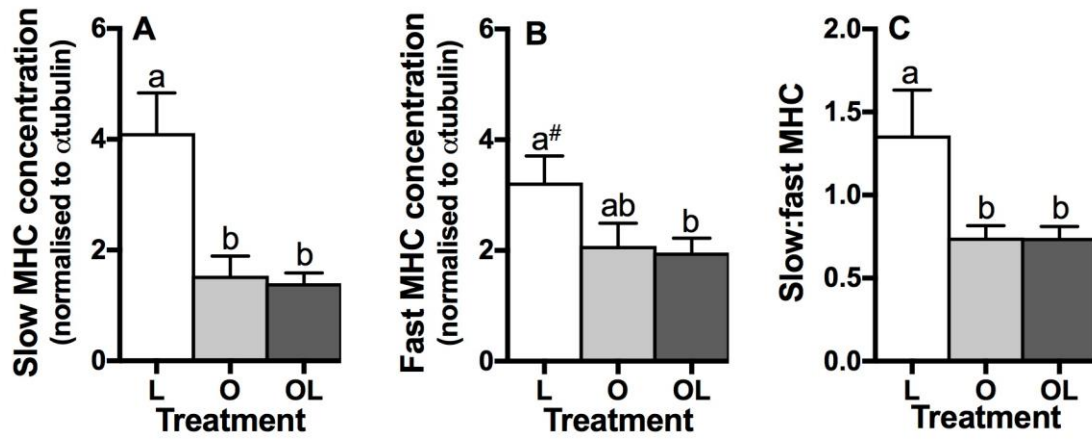 A
Slow MHC concentration
(normalised to αtubulin)
6
4
2
0
a
b
b
L O OL
Treatment
B
Fast MHC concentration
(normalised to αtubulin)
6
4
2
0
a#
ab
b
L O OL
Treatment
C
Slow:fast MHC
2.0
1.5
1.0
0.5
0.0
a
b
b
L O OL
Treatment